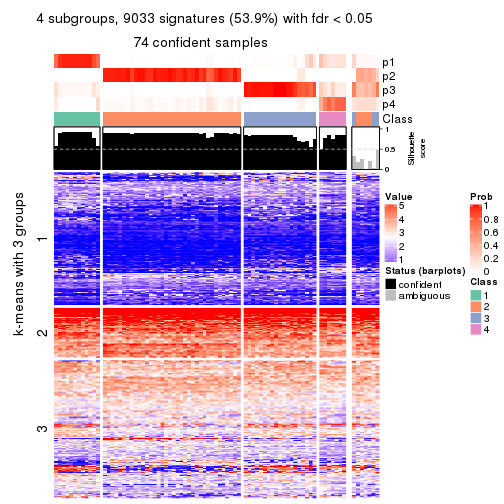 4 subgroups, 9033 signatures (53.9%) with fdr < 0.05
74 confident samples
p1
p2
p3
p4
Class
1
0.5
0
Silhouette
score
k-means with 3 groups
1
2
3
Value
5
4
3
2
1
Prob
1
0.8
0.6
0.4
0.2
0
Status (barplots)
confident
ambiguous
Class
1
2
3
4